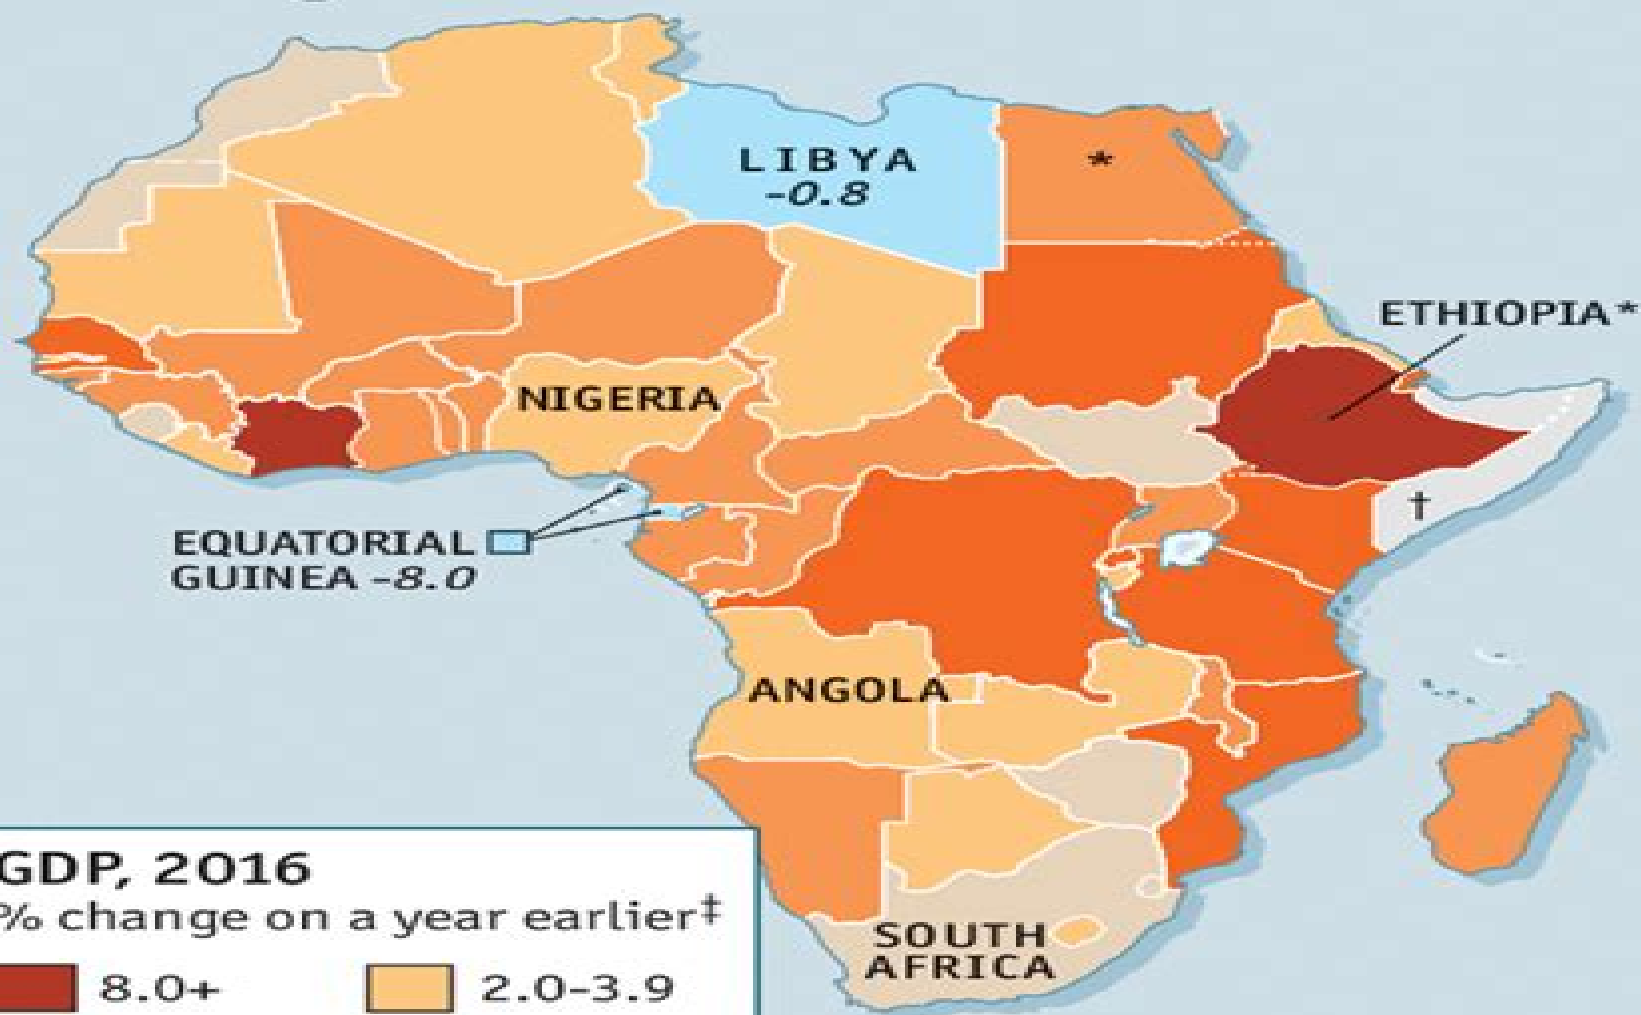 LIBYA
-0.8
*
ETHIOPIA*
NIGERIA
†
EQUATORIAL
GUINEA -8.0
ANGOLA
SOUTH
AFRICA
GDP, 2016
% change on a year earlier‡
8.0+
2.0-3.9